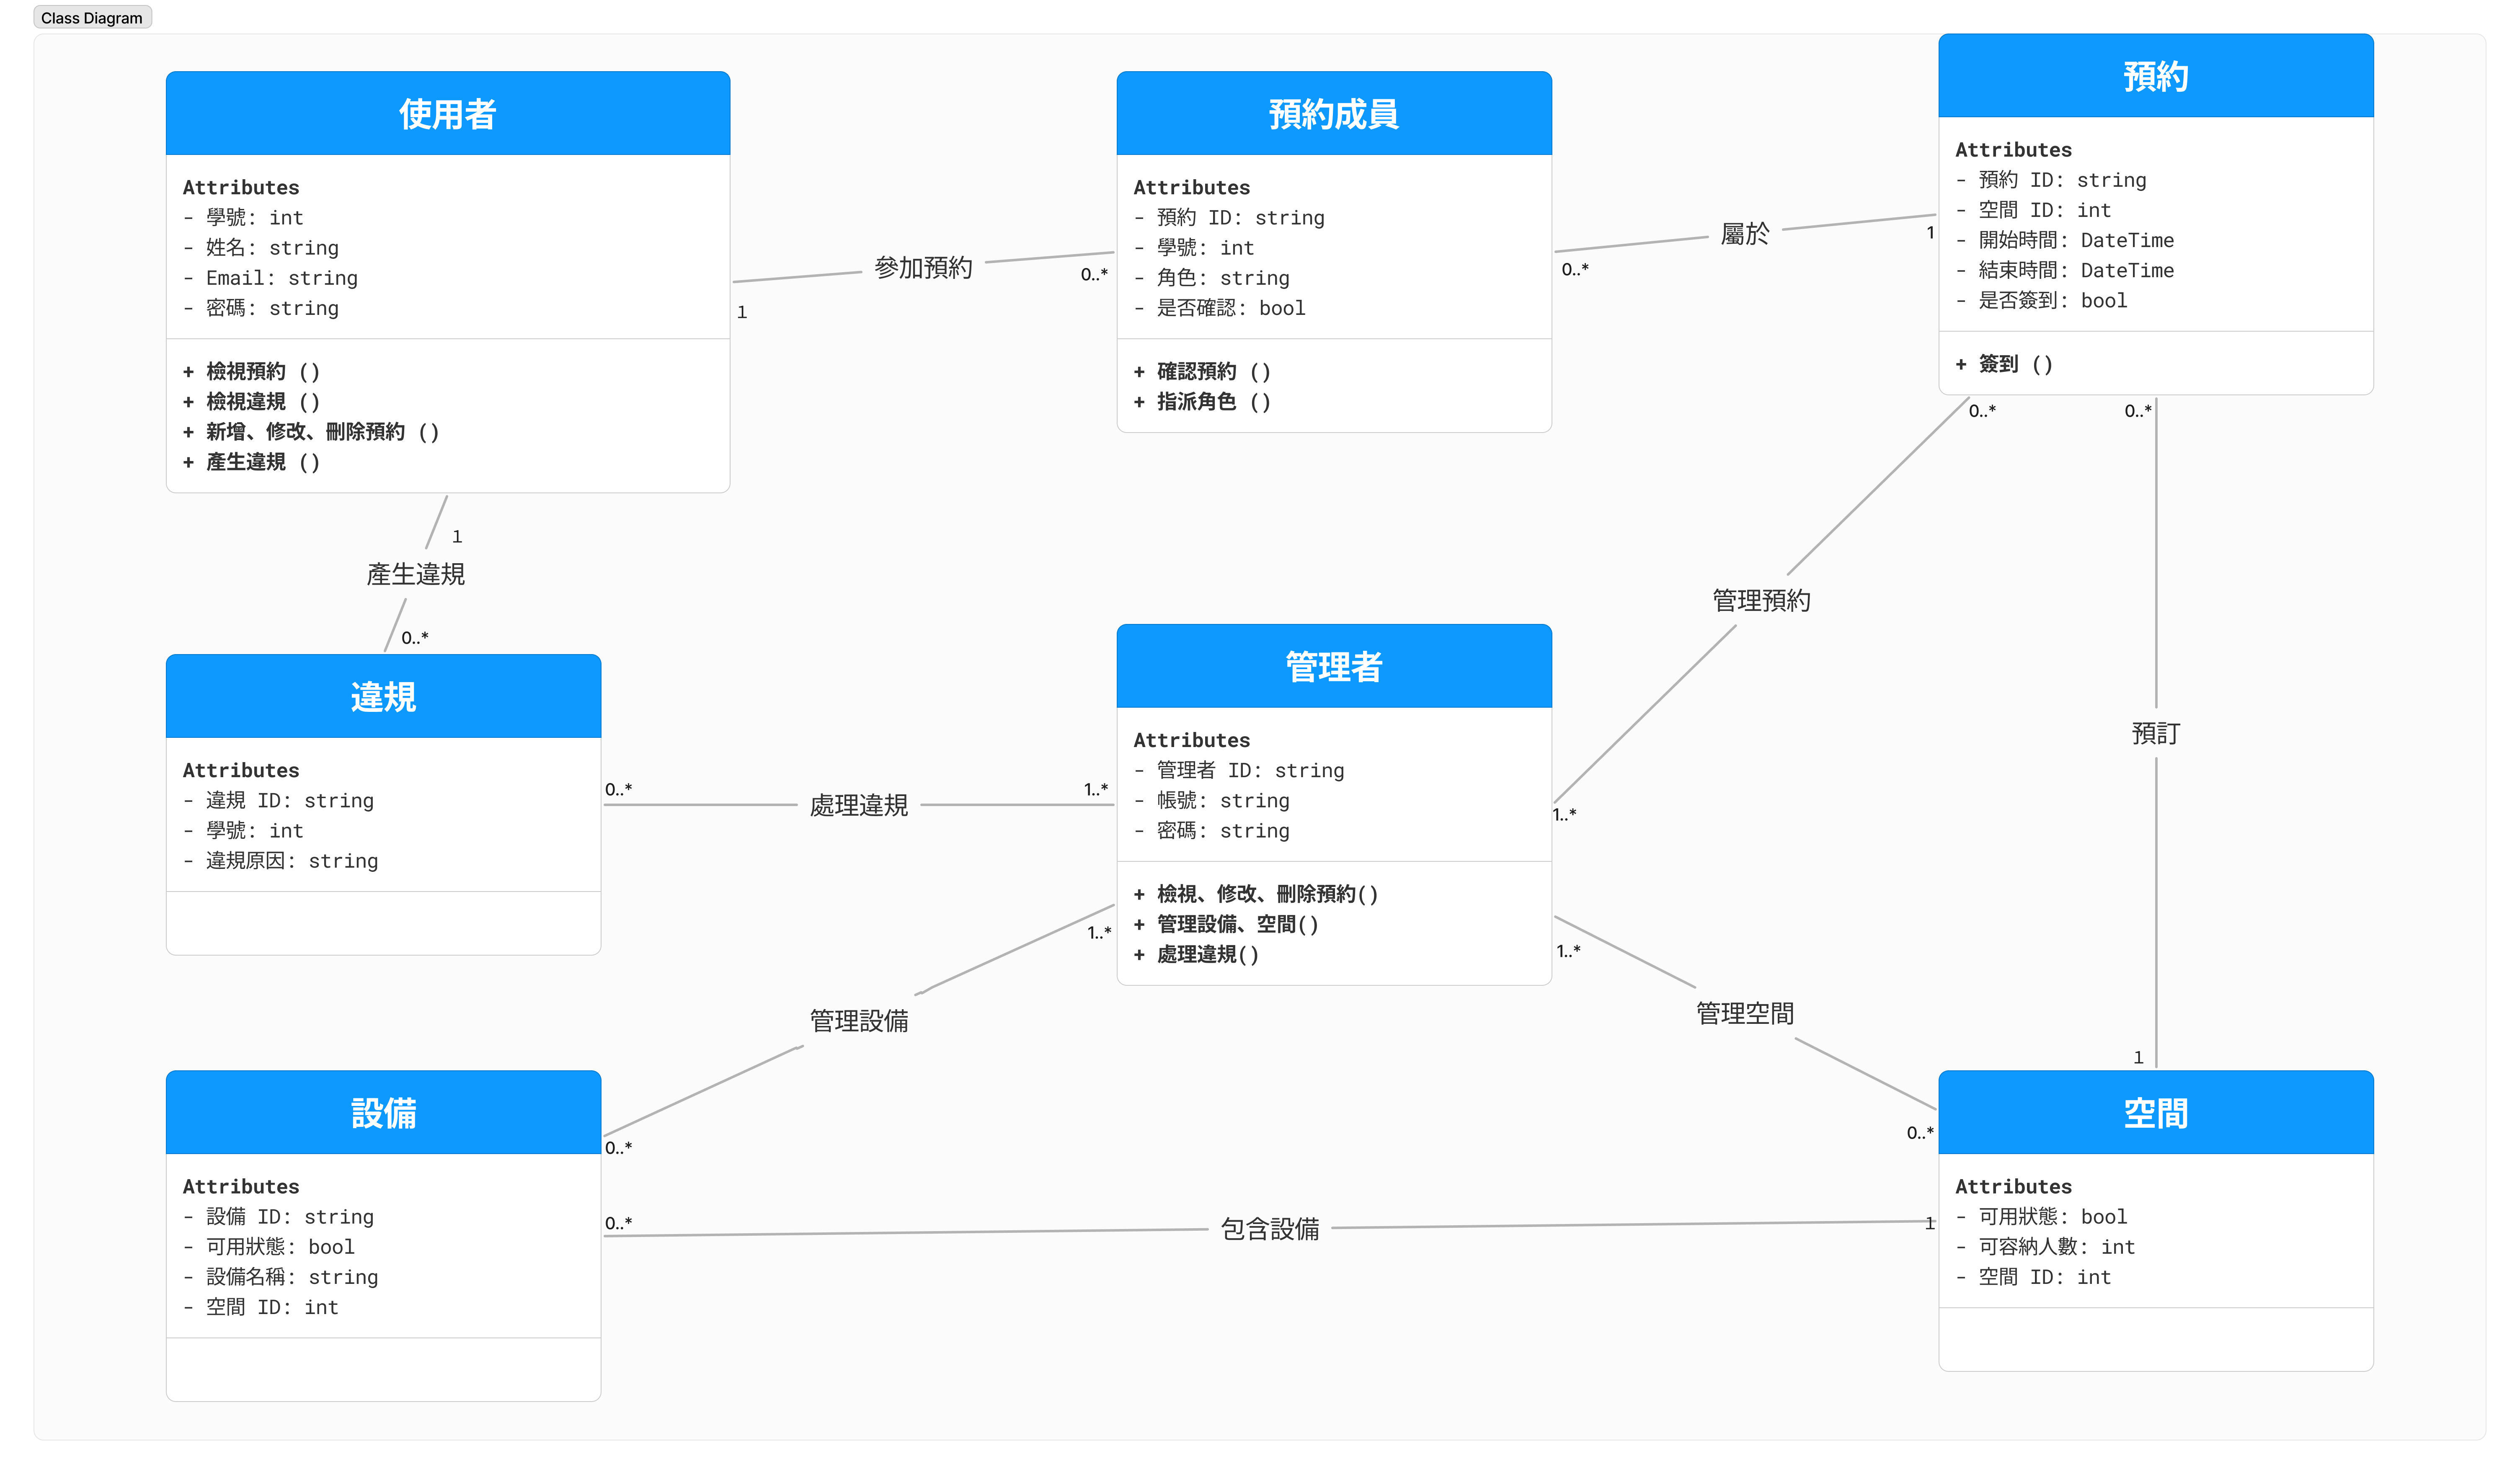 Class Diagram
使用者
Attributes
- 學號: int
- 姓名: string
- Email: string
- 密碼: string
+ 檢視預約 ()
+ 檢視違規 ()
+ 新增、修改、刪除預約 ()
+ 產生違規 ()
1
參加預約
0..*
預約成員
Attributes
- 預約 ID: string
- 學號: int
- 角色: string
- 是否確認: bool
+ 確認預約 ()
+ 指派角色 ()
0..*
屬於
1
預約
Attributes
- 預約 ID: string
- 空間 ID: int
- 開始時間: DateTime
- 結束時間: DateTime
- 是否簽到: bool
+ 簽到 ()
0..*
0..*
1
產生違規
0..*
違規
Attributes
- 違規 ID: string
- 學號: int
- 違規原因: string
0..*
處理違規
1..*
管理者
Attributes
- 管理者 ID: string
- 帳號: string
- 密碼: string
+ 檢視、修改、刪除預約()
+ 管理設備、空間()
+ 處理違規()
管理預約
1..*
預訂
1
1..*
管理設備
0..*
1..*
管理空間
0..*
設備
Attributes
- 設備 ID: string
- 可用狀態: bool
- 設備名稱: string
- 空間 ID: int
0..*
包含設備
1
空間
Attributes
- 可用狀態: bool
- 可容納人數: int
- 空間 ID: int